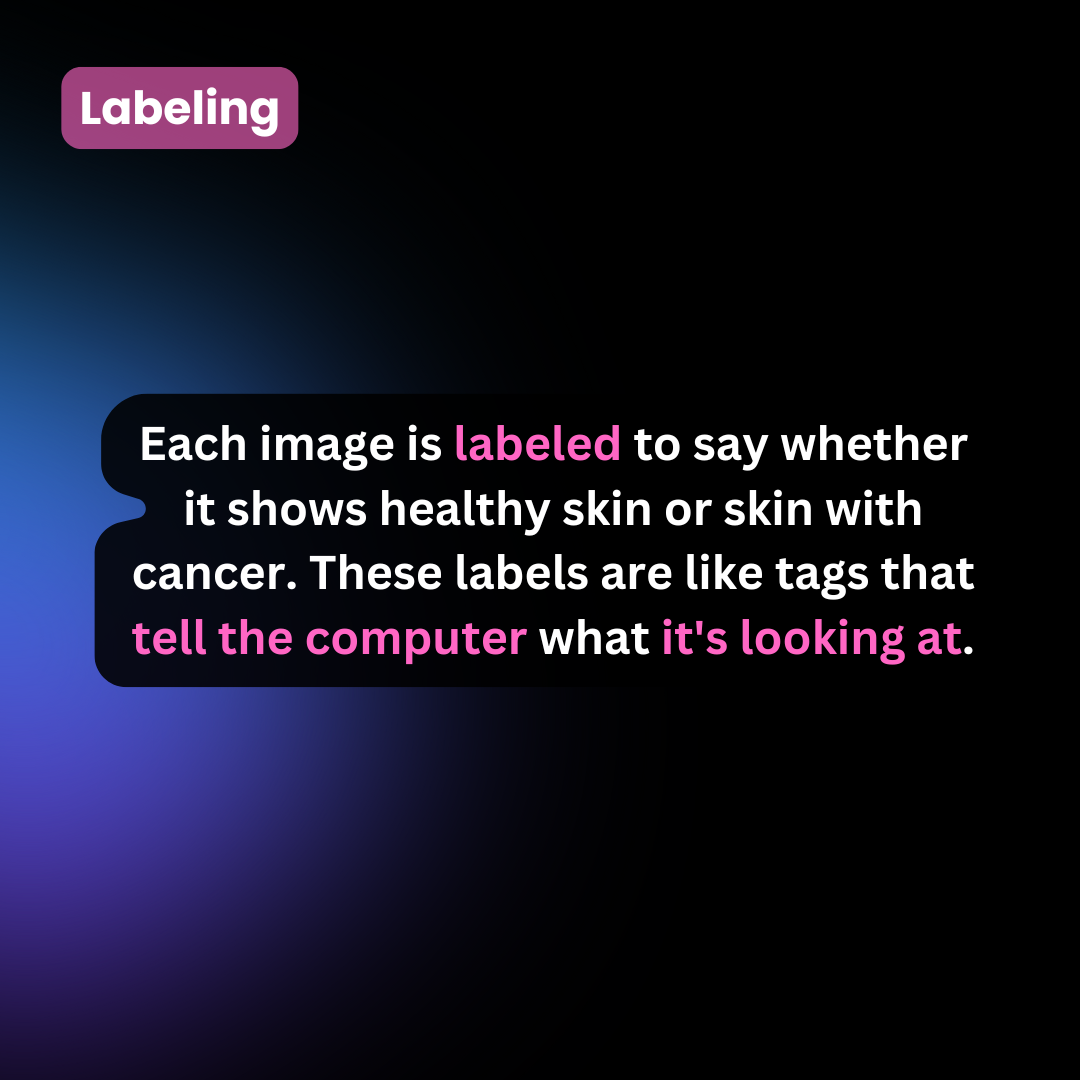 Labeling
Each image is labeled to say whether
it shows healthy skin or skin with
cancer. These labels are like tags that
tell the computer what it's looking at.